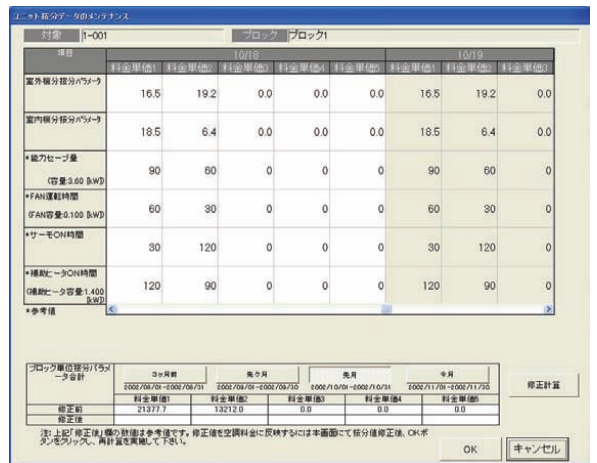 ユニット按分データのメンテナンス
対象 1-001 ブロック ブロック1
項目 10/18 10/19
料金単価1 料金単価2 料金単価3 料金単価4 料金単価5 料金単価1 料金単価2 料金単価3
室外機分按分パラメータ 16.5 19.2 0.0 0.0 0.0 16.5 19.2 0.0
室内機分按分パラメータ 18.5 6.4 0.0 0.0 0.0 18.5 6.4 0.0
*能力セーブ量 90 60 0 0 0 90 60 0
(容量:3.60 [kW])
*FAN運転時間 60 30 0 0 0 60 30 0
(FAN容量:0.100 [kW])
*サーモON時間 30 120 0 0 0 30 120 0
*補助ヒータON時間 120 90 0 0 0 120 90 0
(補助ヒータ容量:1.400
[kW])
*参考値
ブロック単位按分パラメ
ータ合計
3ヶ月前 先々月 先月 今月
2002/08/01-2002/08/31 2002/09/01-2002/09/30 2002/10/01-2002/10/31 2002/11/01-2002/11/30
修正計算
料金単価1 料金単価2 料金単価3 料金単価4 料金単価5
修正前 21377.7 13212.0 0.0 0.0 0.0
修正後
注:上記「修正後」欄の数値は参考値です。修正値を空調料金に反映するには本画面にて按分値修正後、OKボ
タンをクリックし、再計算を実施して下さい。
OK キャンセル